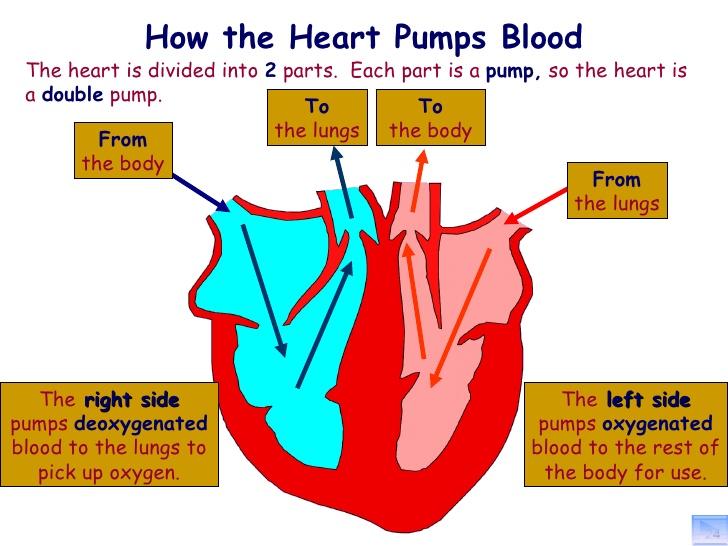 How the Heart Pumps Blood
The heart is divided into 2 parts.  Each part is a pump, so the heart is
a double pump.
To
the lungs
To
the body
From
the body
From
the lungs
The right side
pumps deoxygenated
blood to the lungs to
pick up oxygen.
The left side
pumps oxygenated
blood to the rest of
the body for use.